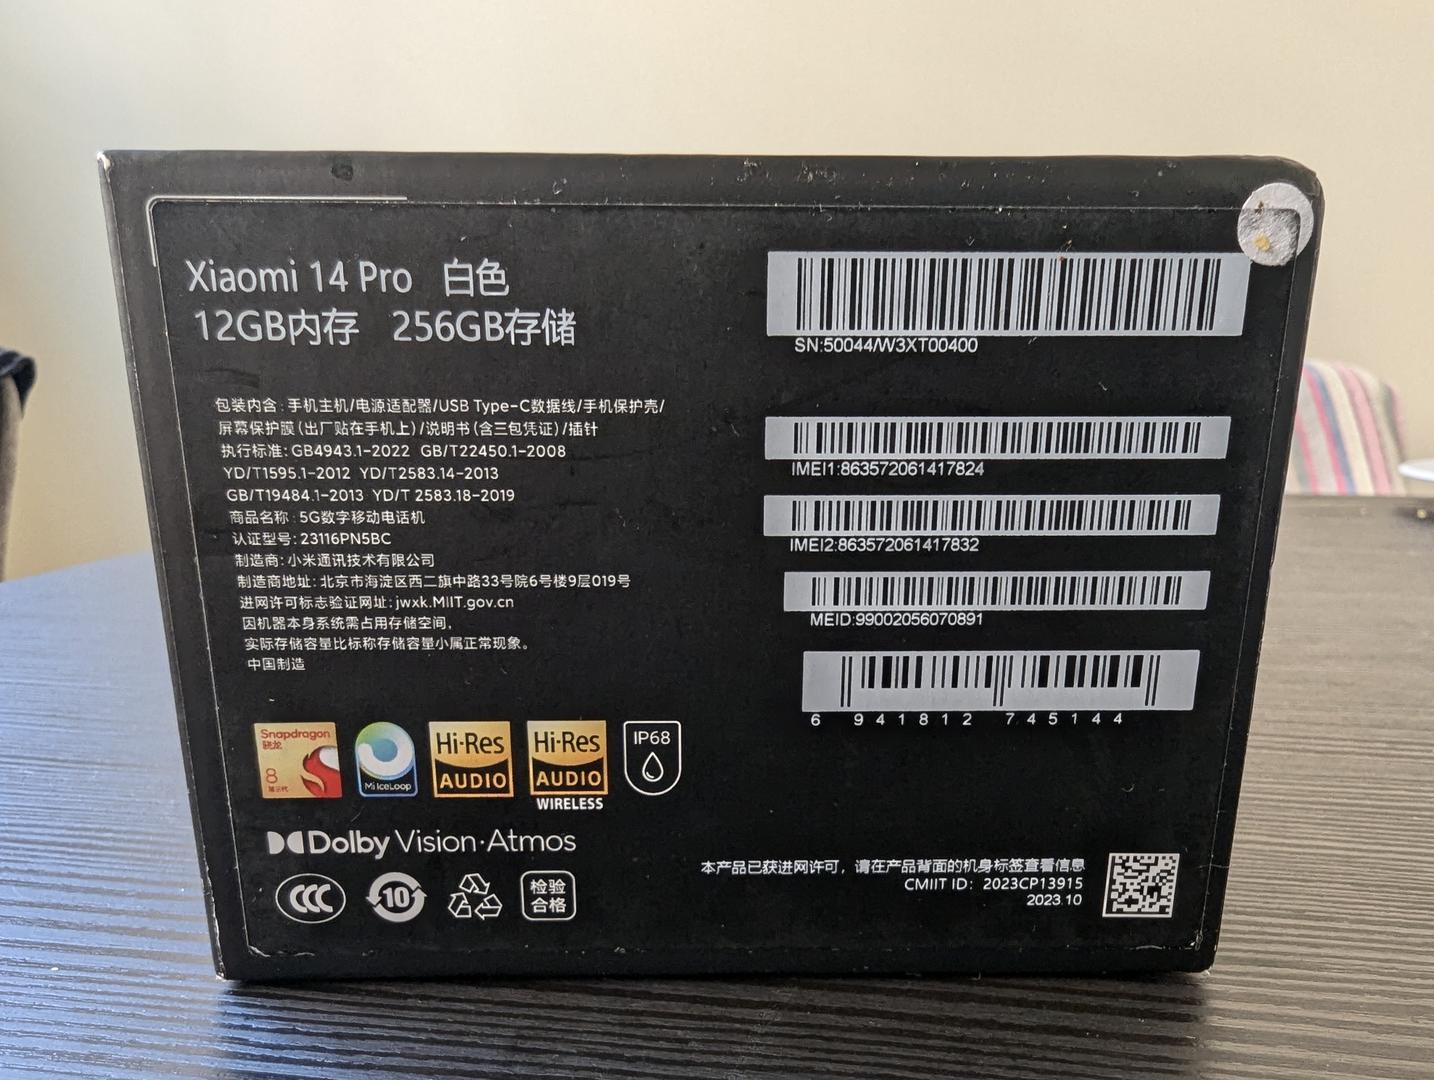 Xiaomi 14 Pro 白色
12GB内存 256GB存储
包装内含：手机主机/电源适配器/USB Type-C数据线/手机保护壳/
屏幕保护膜（出厂贴在手机上）/说明书（含三包凭证）/插针
执行标准：GB4943.1-2022 GB/T22450.1-2008
YD/T1595.1-2012 YD/T2583.14-2013
GB/T19484.1-2013 YD/T 2583.18-2019
商品名称：5G数字移动电话机
认证型号：23116PN5BC
制造商：小米通讯技术有限公司
制造商地址：北京市海淀区西二旗中路33号院6号楼9层019号
进网许可标志验证网址：jwxk.MIIT.gov.cn
因机器本身系统需占用存储空间，
实际存储容量比标称存储容量小属正常现象。
中国制造
Snapdragon
骁龙
8
第三代
Mi IceLoop
Hi-Res
AUDIO
Hi-Res
AUDIO
WIRELESS
IP68
Dolby Vision·Atmos
CCC
10
检验
合格
SN:50044/W3XT00400
IMEI1:863572061417824
IMEI2:863572061417832
MEID:99002056070891
6 941812 745144
本产品已获进网许可，请在产品背面的机身标签查看信息
CMIIT ID：2023CP13915
2023.10